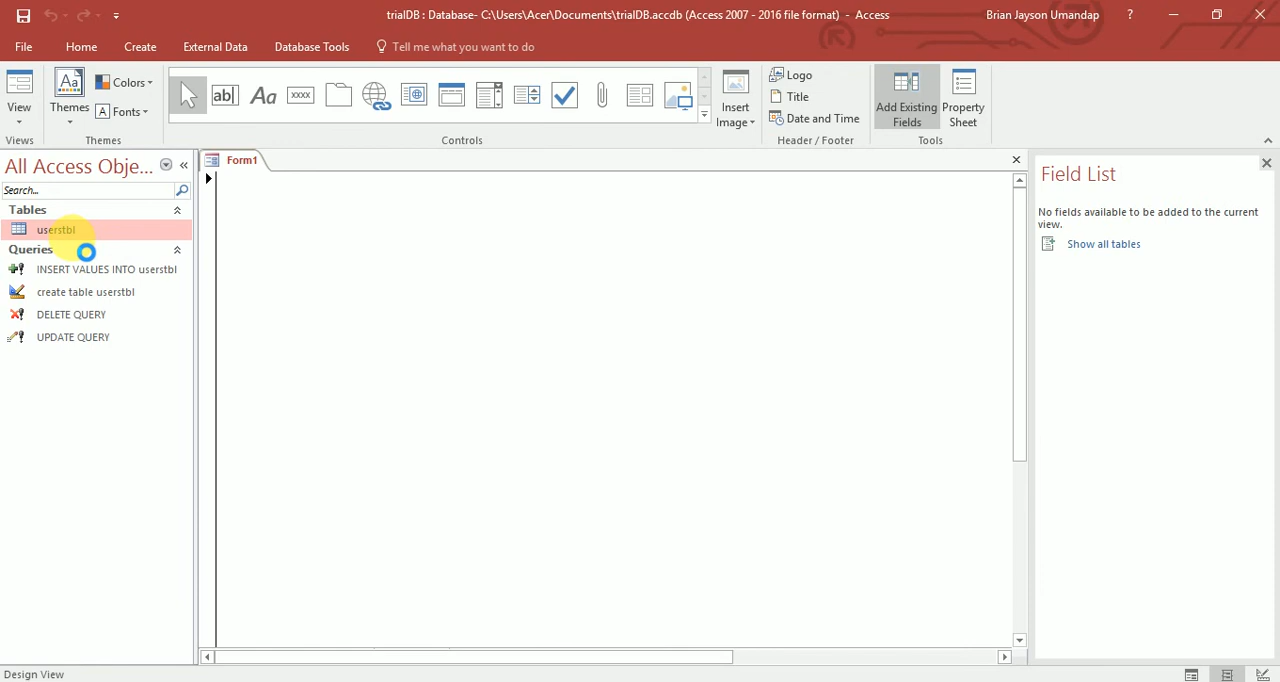 trialDB : Database- C:\Users\Acer\Documents\trialDB.accdb (Access 2007 - 2016 file format) - Access
Brian Jayson Umandap
?
File
Home
Create
External Data
Database Tools
Tell me what you want to do
View
Themes
Aa
Colors
A Fonts
ab|
Aa
xxxx
Insert Image
Logo
Title
Date and Time
Add Existing Fields
Property Sheet
Views
Themes
Controls
Header / Footer
Tools
All Access Obje...
Search...
Tables
userstbl
Queries
INSERT VALUES INTO userstbl
create table userstbl
DELETE QUERY
UPDATE QUERY
Form1
Field List
No fields available to be added to the current
view.
Show all tables
Design View